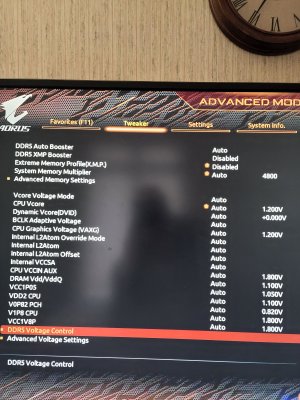 AORUS
ADVANCED MOD
Favorites (F11) Tweaker Settings System Info.
DDR5 Auto Booster Auto
DDR5 XMP Booster Disabled
Extreme Memory Profile(X.M.P.) Disabled
System Memory Multiplier Auto 4800
Advanced Memory Settings
Vcore Voltage Mode Auto
CPU Vcore Auto 1.200V
Dynamic Vcore(DVID) Auto +0.000V
BCLK Adaptive Voltage Auto
CPU Graphics Voltage (VAXG) Auto 1.200V
Internal L2Atom Override Mode Auto
Internal L2Atom Auto
Internal L2Atom Offset Auto
Internal VCCSA Auto
CPU VCCIN AUX Auto 1.800V
DRAM Vdd/VddQ Auto 1.100V
VCC1P05 Auto 1.050V
VDD2 CPU Auto 1.100V
V0P82 PCH Auto 0.820V
V1P8 CPU Auto 1.800V
VCC1V8P Auto 1.800V
DDR5 Voltage Control
Advanced Voltage Settings
DDR5 Voltage Control